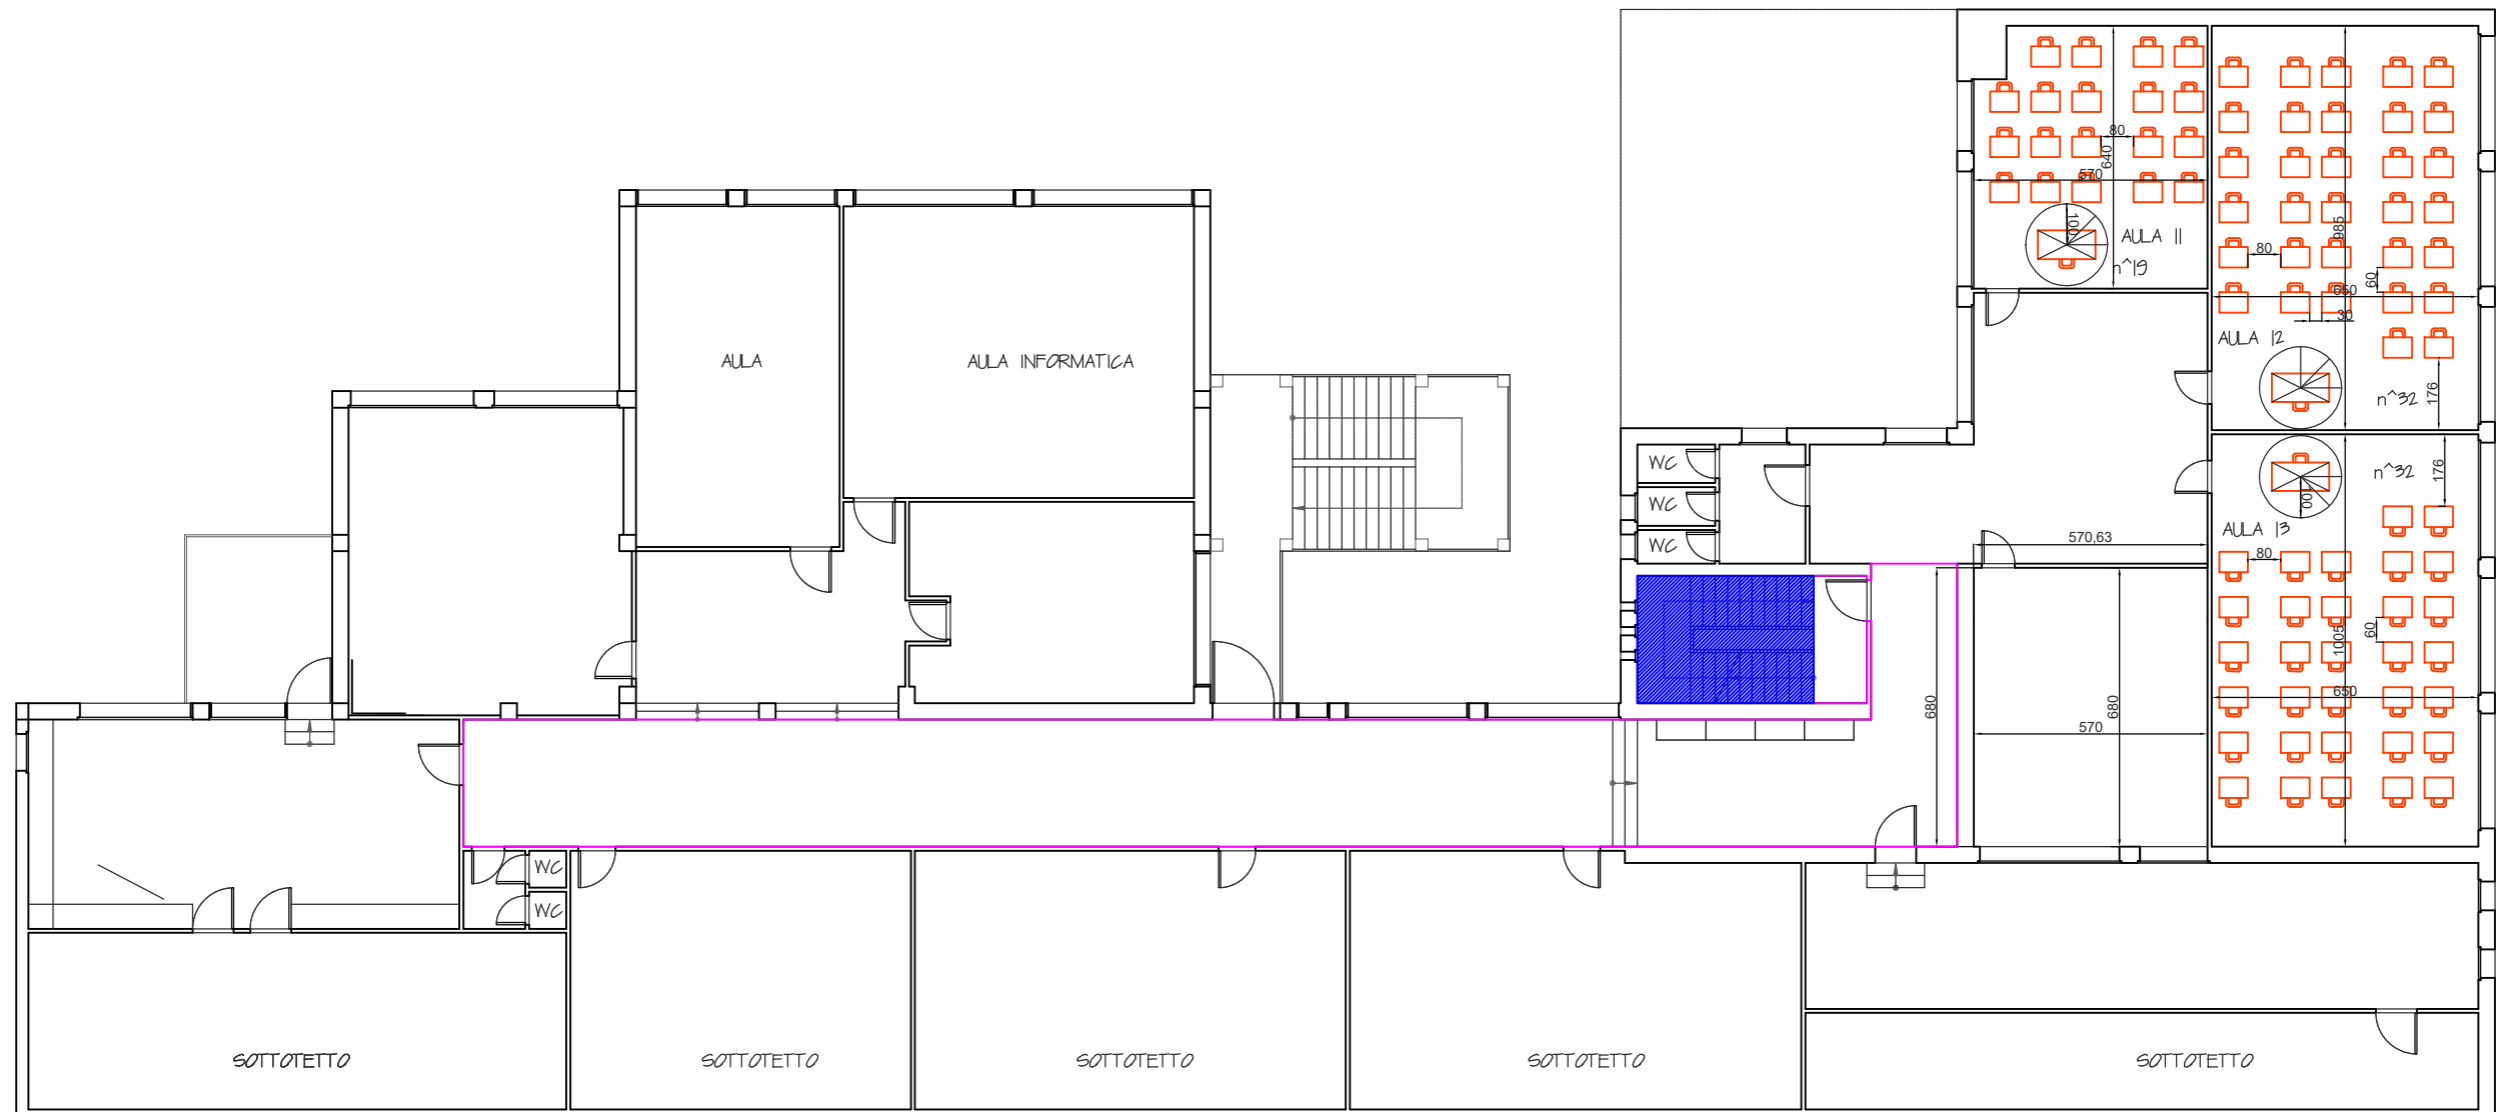 80
640
570
100
AULA 11
n^19
985
80
60
650
30
AULA 12
n^32
176
AULA
AULA INFORMATICA
WC
WC
WC
n^32
176
100
AULA 13
80
570,63
60
1005
650
680
680
570
WC
WC
SOTTOTETTO
SOTTOTETTO
SOTTOTETTO
SOTTOTETTO
SOTTOTETTO